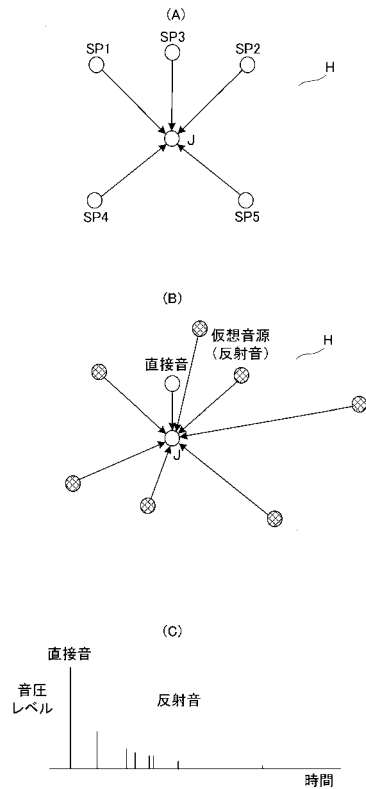 (A)
SP3
SP1
SP2
H
J
SP4
SP5
(B)
仮想音源
(反射音)
H
直接音
J
(C)
直接音
音圧
レベル
反射音
時間